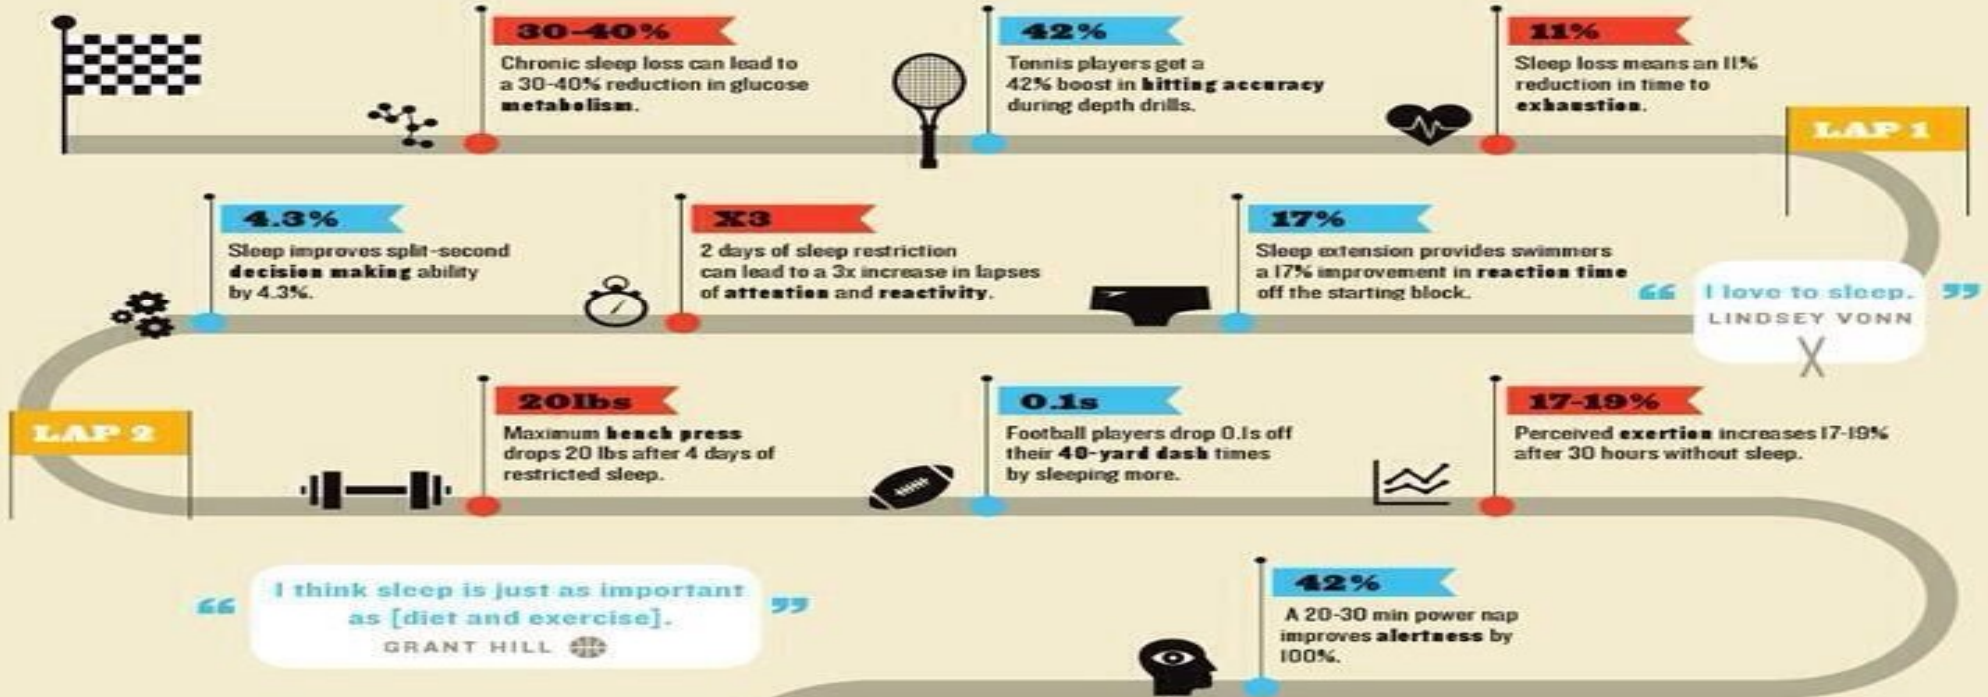 30-40%
Chronic sleep loss can lead to
a 30-40% reduction in glucose
metabolism.
42%
Tennis players get a
42% boost in hitting accuracy
during depth drills.
11%
Sleep loss means an 11%
reduction in time to
exhaustion.
LAP 1
4.3%
Sleep improves split-second
decision making ability
by 4.3%.
X3
2 days of sleep restriction
can lead to a 3x increase in lapses
of attention and reactivity.
17%
Sleep extension provides swimmers
a 17% improvement in reaction time
off the starting block.
“ I love to sleep. ”
LINDSEY VONN
LAP 2
20lbs
Maximum bench press
drops 20 lbs after 4 days of
restricted sleep.
0.1s
Football players drop 0.1s off
their 40-yard dash times
by sleeping more.
17-19%
Perceived exertion increases 17-19%
after 30 hours without sleep.
“ I think sleep is just as important
as [diet and exercise]. ”
GRANT HILL
42%
A 20-30 min power nap
improves alertness by
100%.